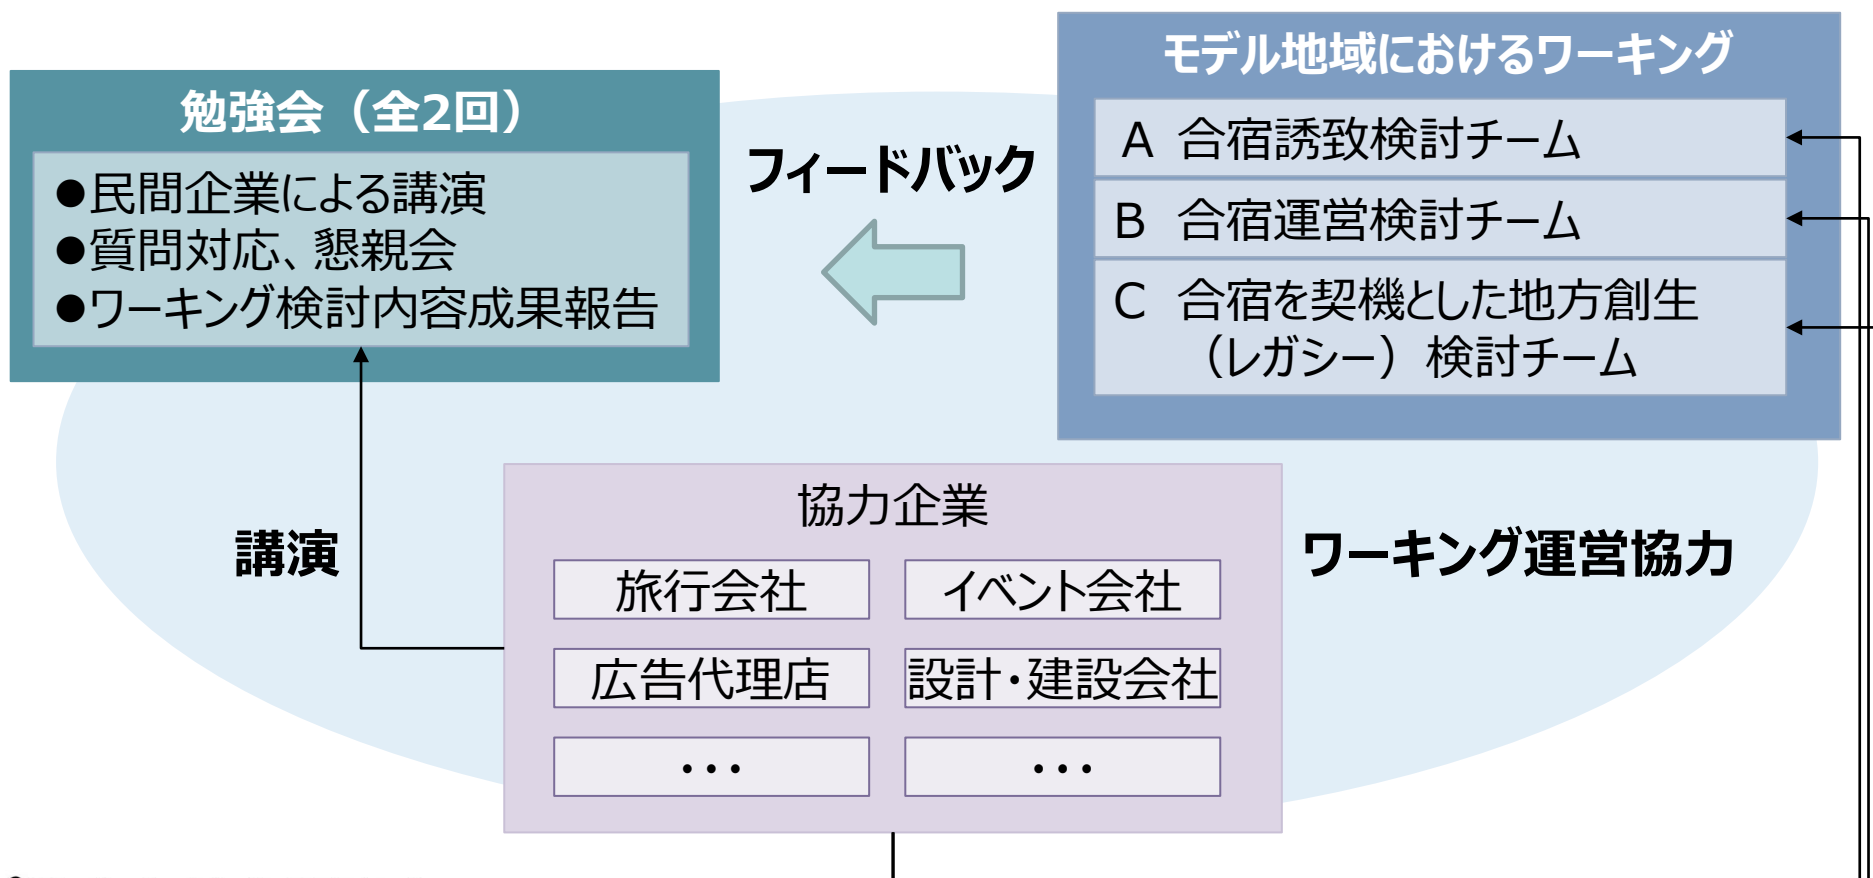 勉強会（全2回）
●民間企業による講演
●質問対応、懇親会
●ワーキング検討内容成果報告
フィードバック
モデル地域におけるワーキング
A 合宿誘致検討チーム
B 合宿運営検討チーム
C 合宿を契機とした地方創生
（レガシー）検討チーム
講演
協力企業
旅行会社
イベント会社
広告代理店
設計・建設会社
・・・
・・・
ワーキング運営協力